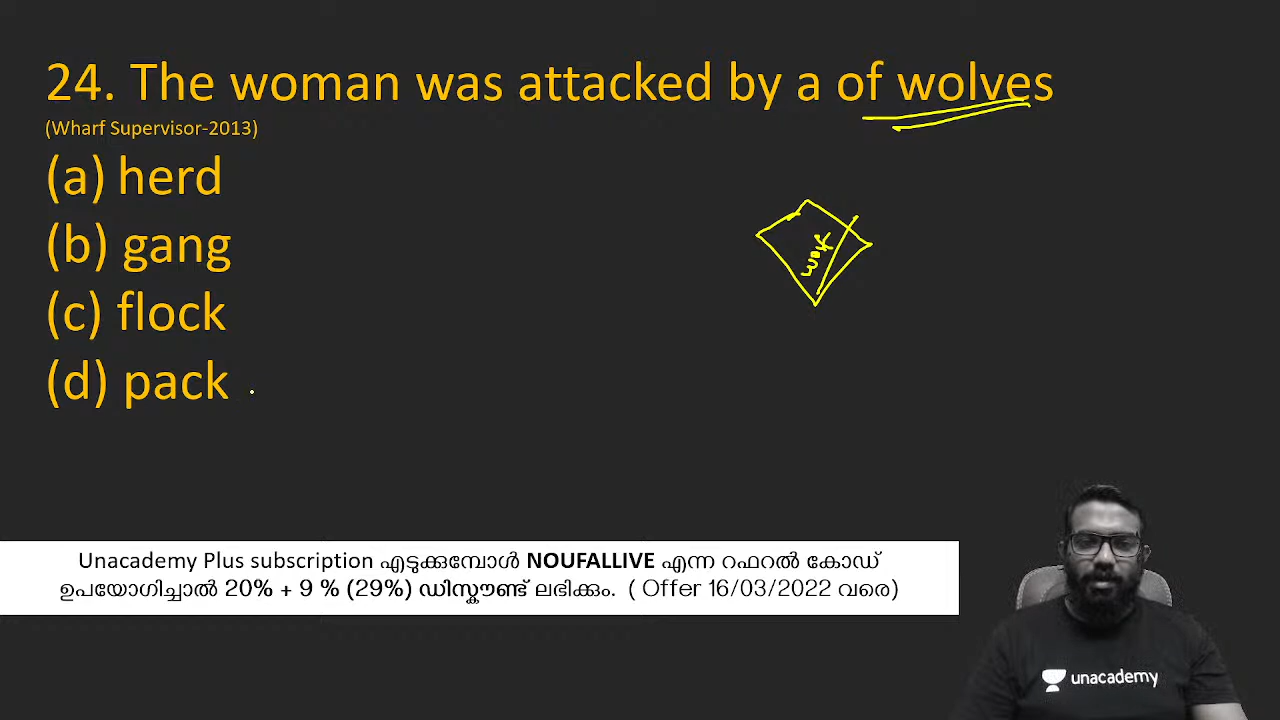 24. The woman was attacked by a of wolves
(Wharf Supervisor-2013)
(a) herd
(b) gang
(c) flock
(d) pack
wolf
Unacademy Plus subscription എടുക്കുമ്പോൾ NOUFALLIVE എന്ന റഫറൽ കോഡ്
ഉപയോഗിച്ചാൽ 20% + 9 % (29%) ഡിസ്കൗണ്ട് ലഭിക്കും. ( Offer 16/03/2022 വരെ)
unacademy